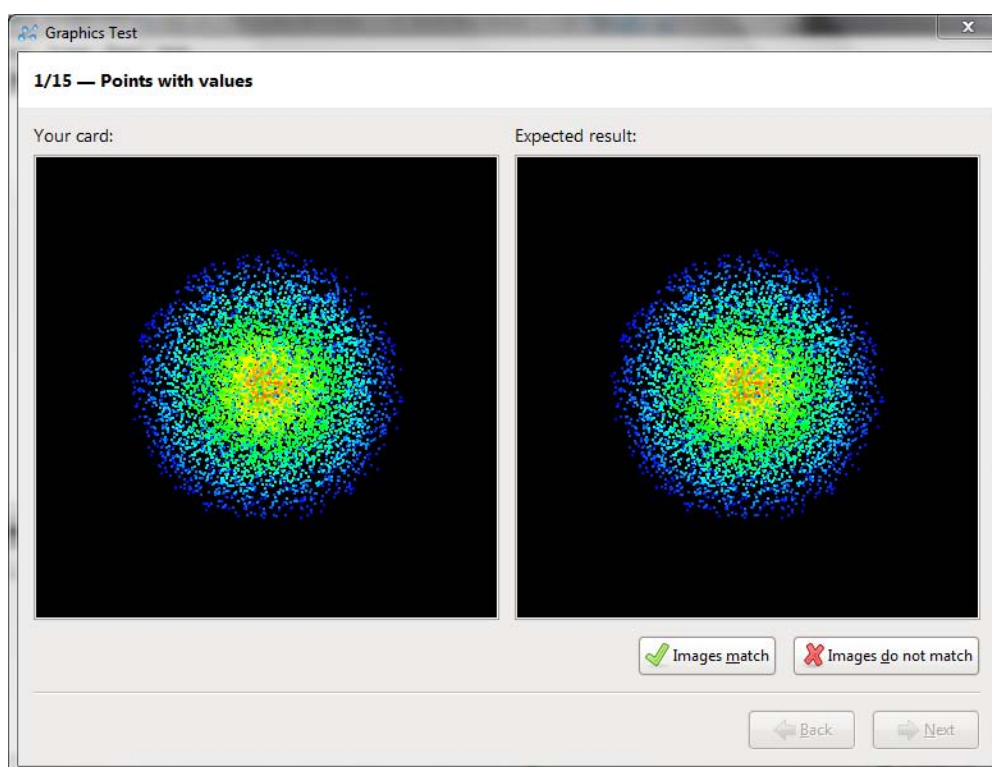 Graphics Test
1/15 — Points with values
Your card:
Expected result:
Images match
Images do not match
Back
Next